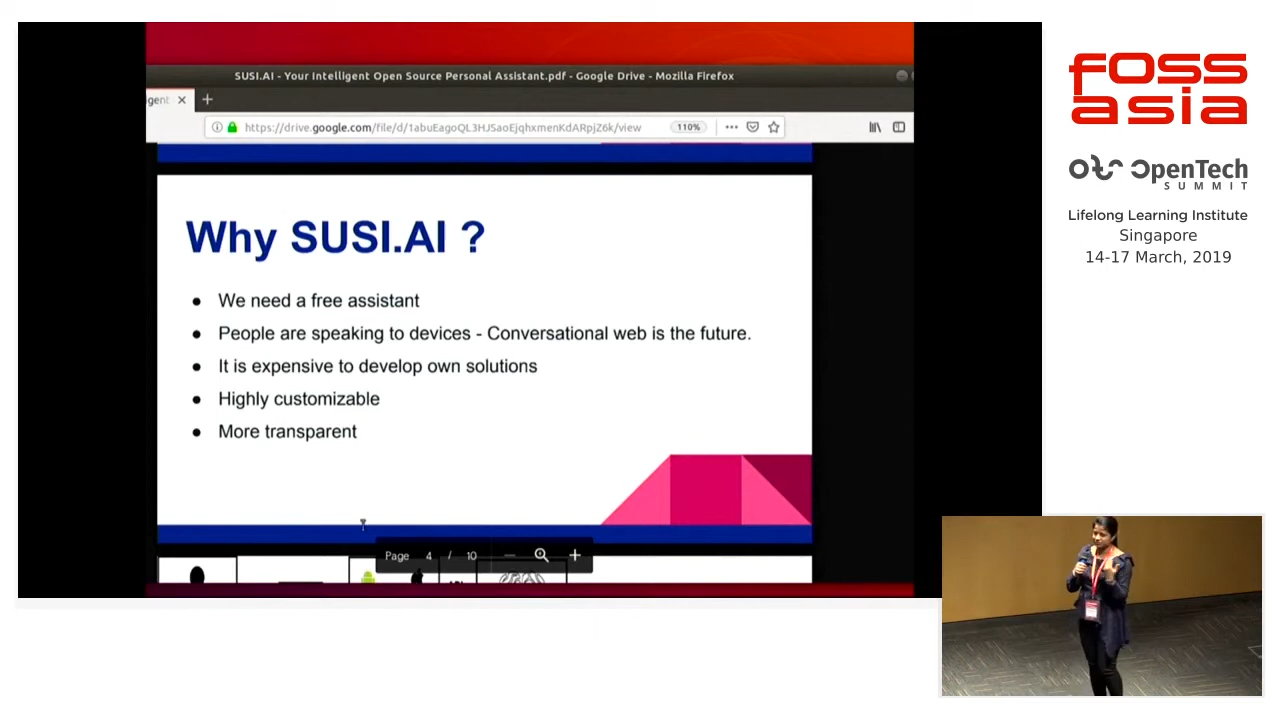 SUSI.AI - Your Intelligent Open Source Personal Assistant.pdf - Google Drive - Mozilla Firefox
igent
https://drive.google.com/file/d/1abuEagoQL3HJSaoEjqhxmenKdARpjZ6k/view
110%
Why SUSI.AI ?
● We need a free assistant
● People are speaking to devices - Conversational web is the future.
● It is expensive to develop own solutions
● Highly customizable
● More transparent
Page 4 / 10
FOSS
asia
OpenTech
SUMMIT
Lifelong Learning Institute
Singapore
14-17 March, 2019